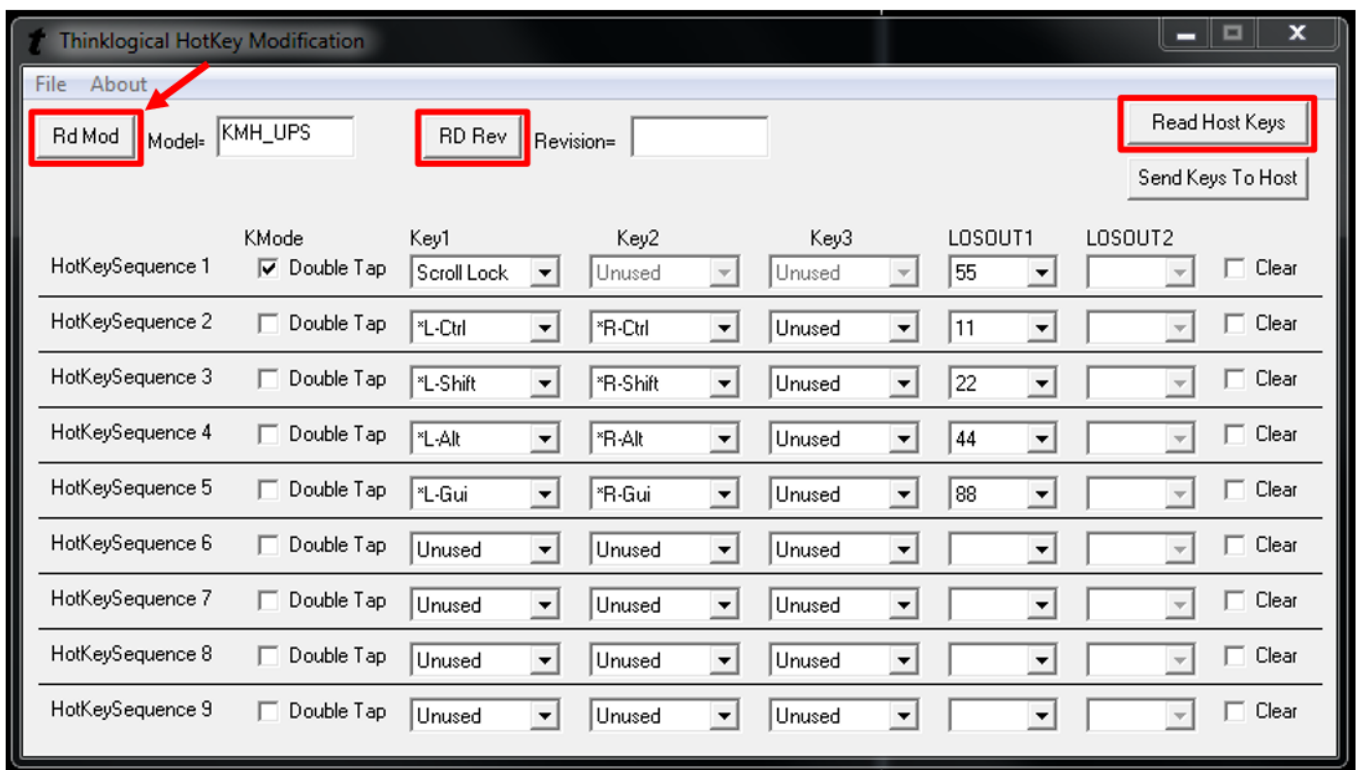 t Thinklogical HotKey Modification
File About
Rd Mod Model= KMH_UPS RD Rev Revision= Read Host Keys
Send Keys To Host
KMode Key1 Key2 Key3 LOSOUT1 LOSOUT2
HotKeySequence 1 Double Tap Scroll Lock Unused Unused 55 Clear
HotKeySequence 2 Double Tap *L-Ctrl *R-Ctrl Unused 11 Clear
HotKeySequence 3 Double Tap *L-Shift *R-Shift Unused 22 Clear
HotKeySequence 4 Double Tap *L-Alt *R-Alt Unused 44 Clear
HotKeySequence 5 Double Tap *L-Gui *R-Gui Unused 88 Clear
HotKeySequence 6 Double Tap Unused Unused Unused Clear
HotKeySequence 7 Double Tap Unused Unused Unused Clear
HotKeySequence 8 Double Tap Unused Unused Unused Clear
HotKeySequence 9 Double Tap Unused Unused Unused Clear